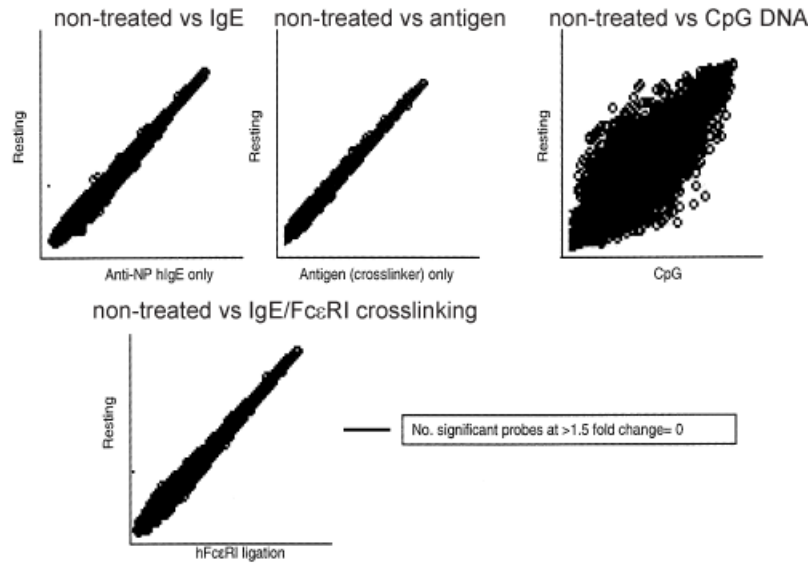 non-treated vs IgE
non-treated vs antigen
non-treated vs CpG DNA
Resting
Resting
Resting
Anti-NP hIgE only
Antigen (crosslinker) only
CpG
non-treated vs IgE/FcεRI crosslinking
Resting
No. significant probes at >1.5 fold change= 0
hFcεRI ligation